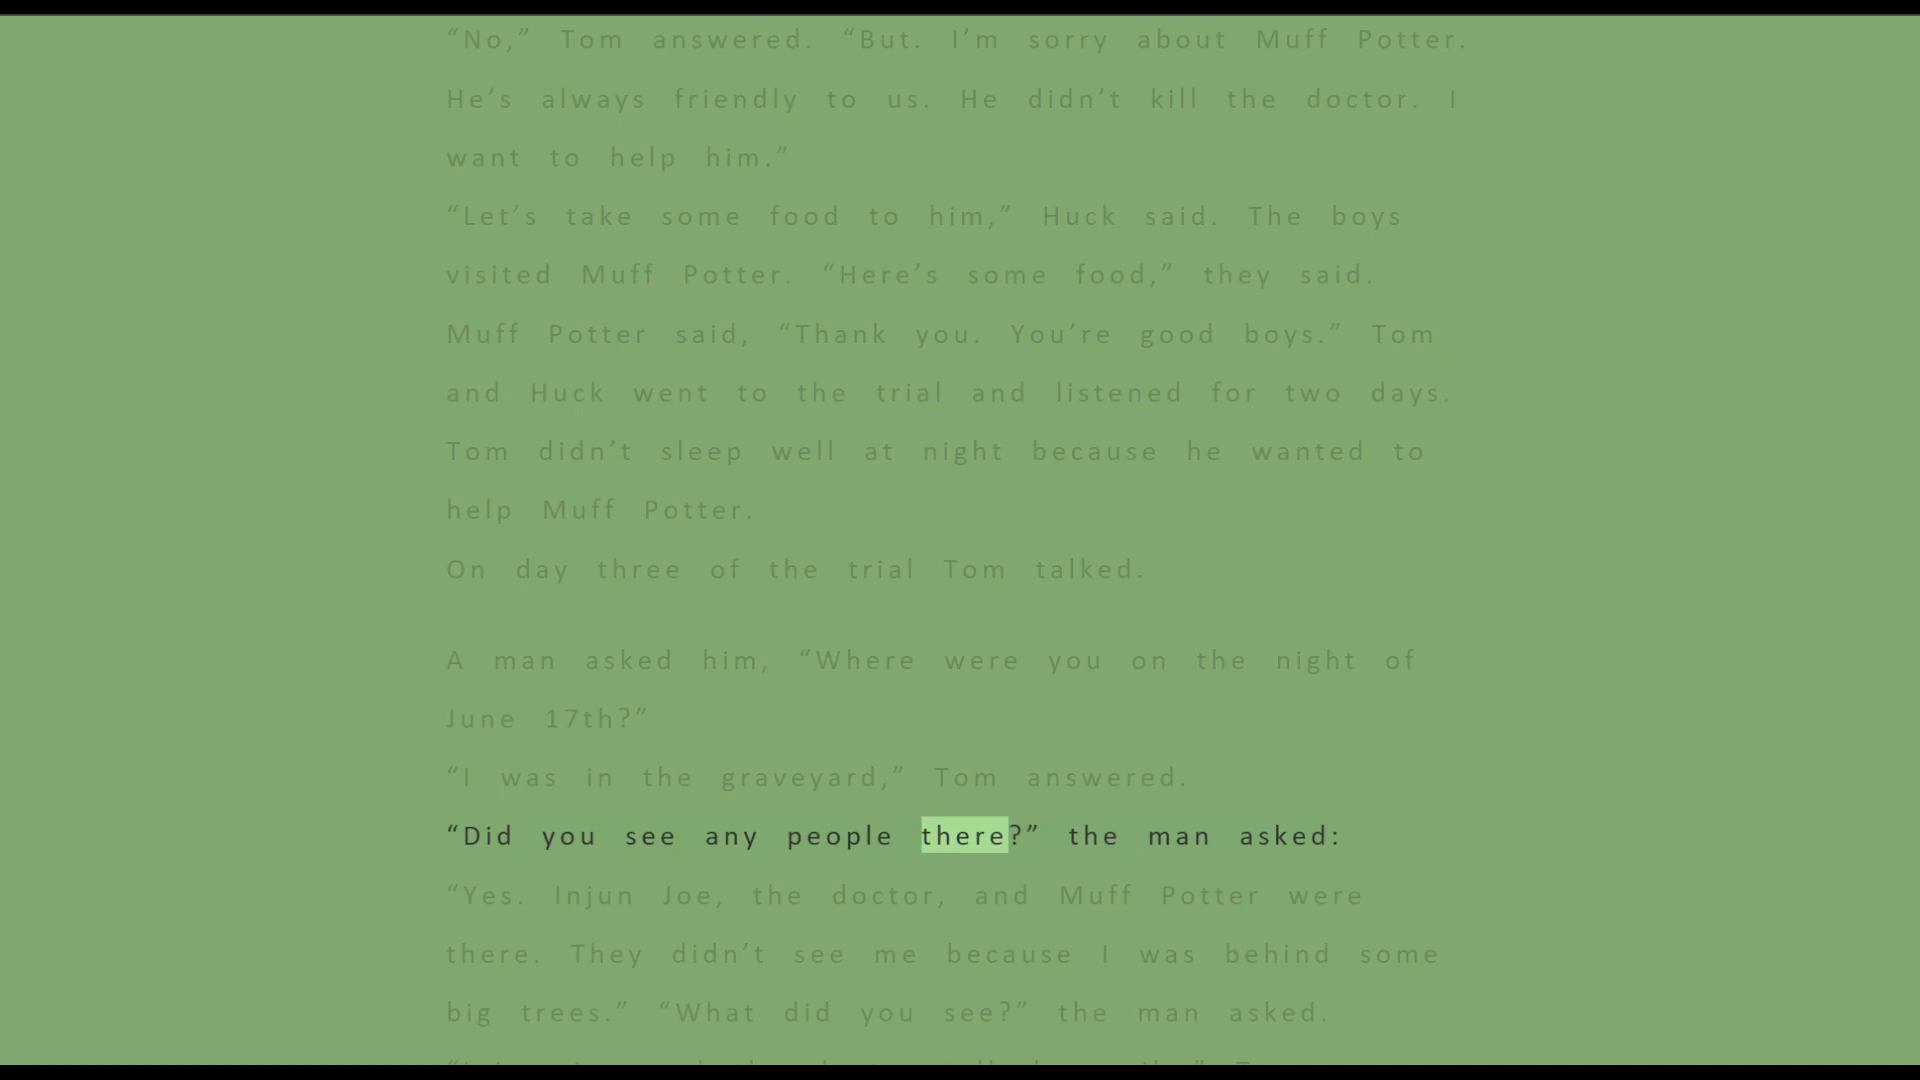 “No,” Tom answered. “But. I’m sorry about Muff Potter.
He’s always friendly to us. He didn’t kill the doctor. I
want to help him.”
“Let’s take some food to him,” Huck said. The boys
visited Muff Potter. “Here’s some food,” they said.
Muff Potter said, “Thank you. You’re good boys.” Tom
and Huck went to the trial and listened for two days.
Tom didn’t sleep well at night because he wanted to
help Muff Potter.
On day three of the trial Tom talked.
A man asked him, “Where were you on the night of
June 17th?”
“I was in the graveyard,” Tom answered.
“Did you see any people there?” the man asked:
“Yes. Injun Joe, the doctor, and Muff Potter were
there. They didn’t see me because I was behind some
big trees.” “What did you see?” the man asked.